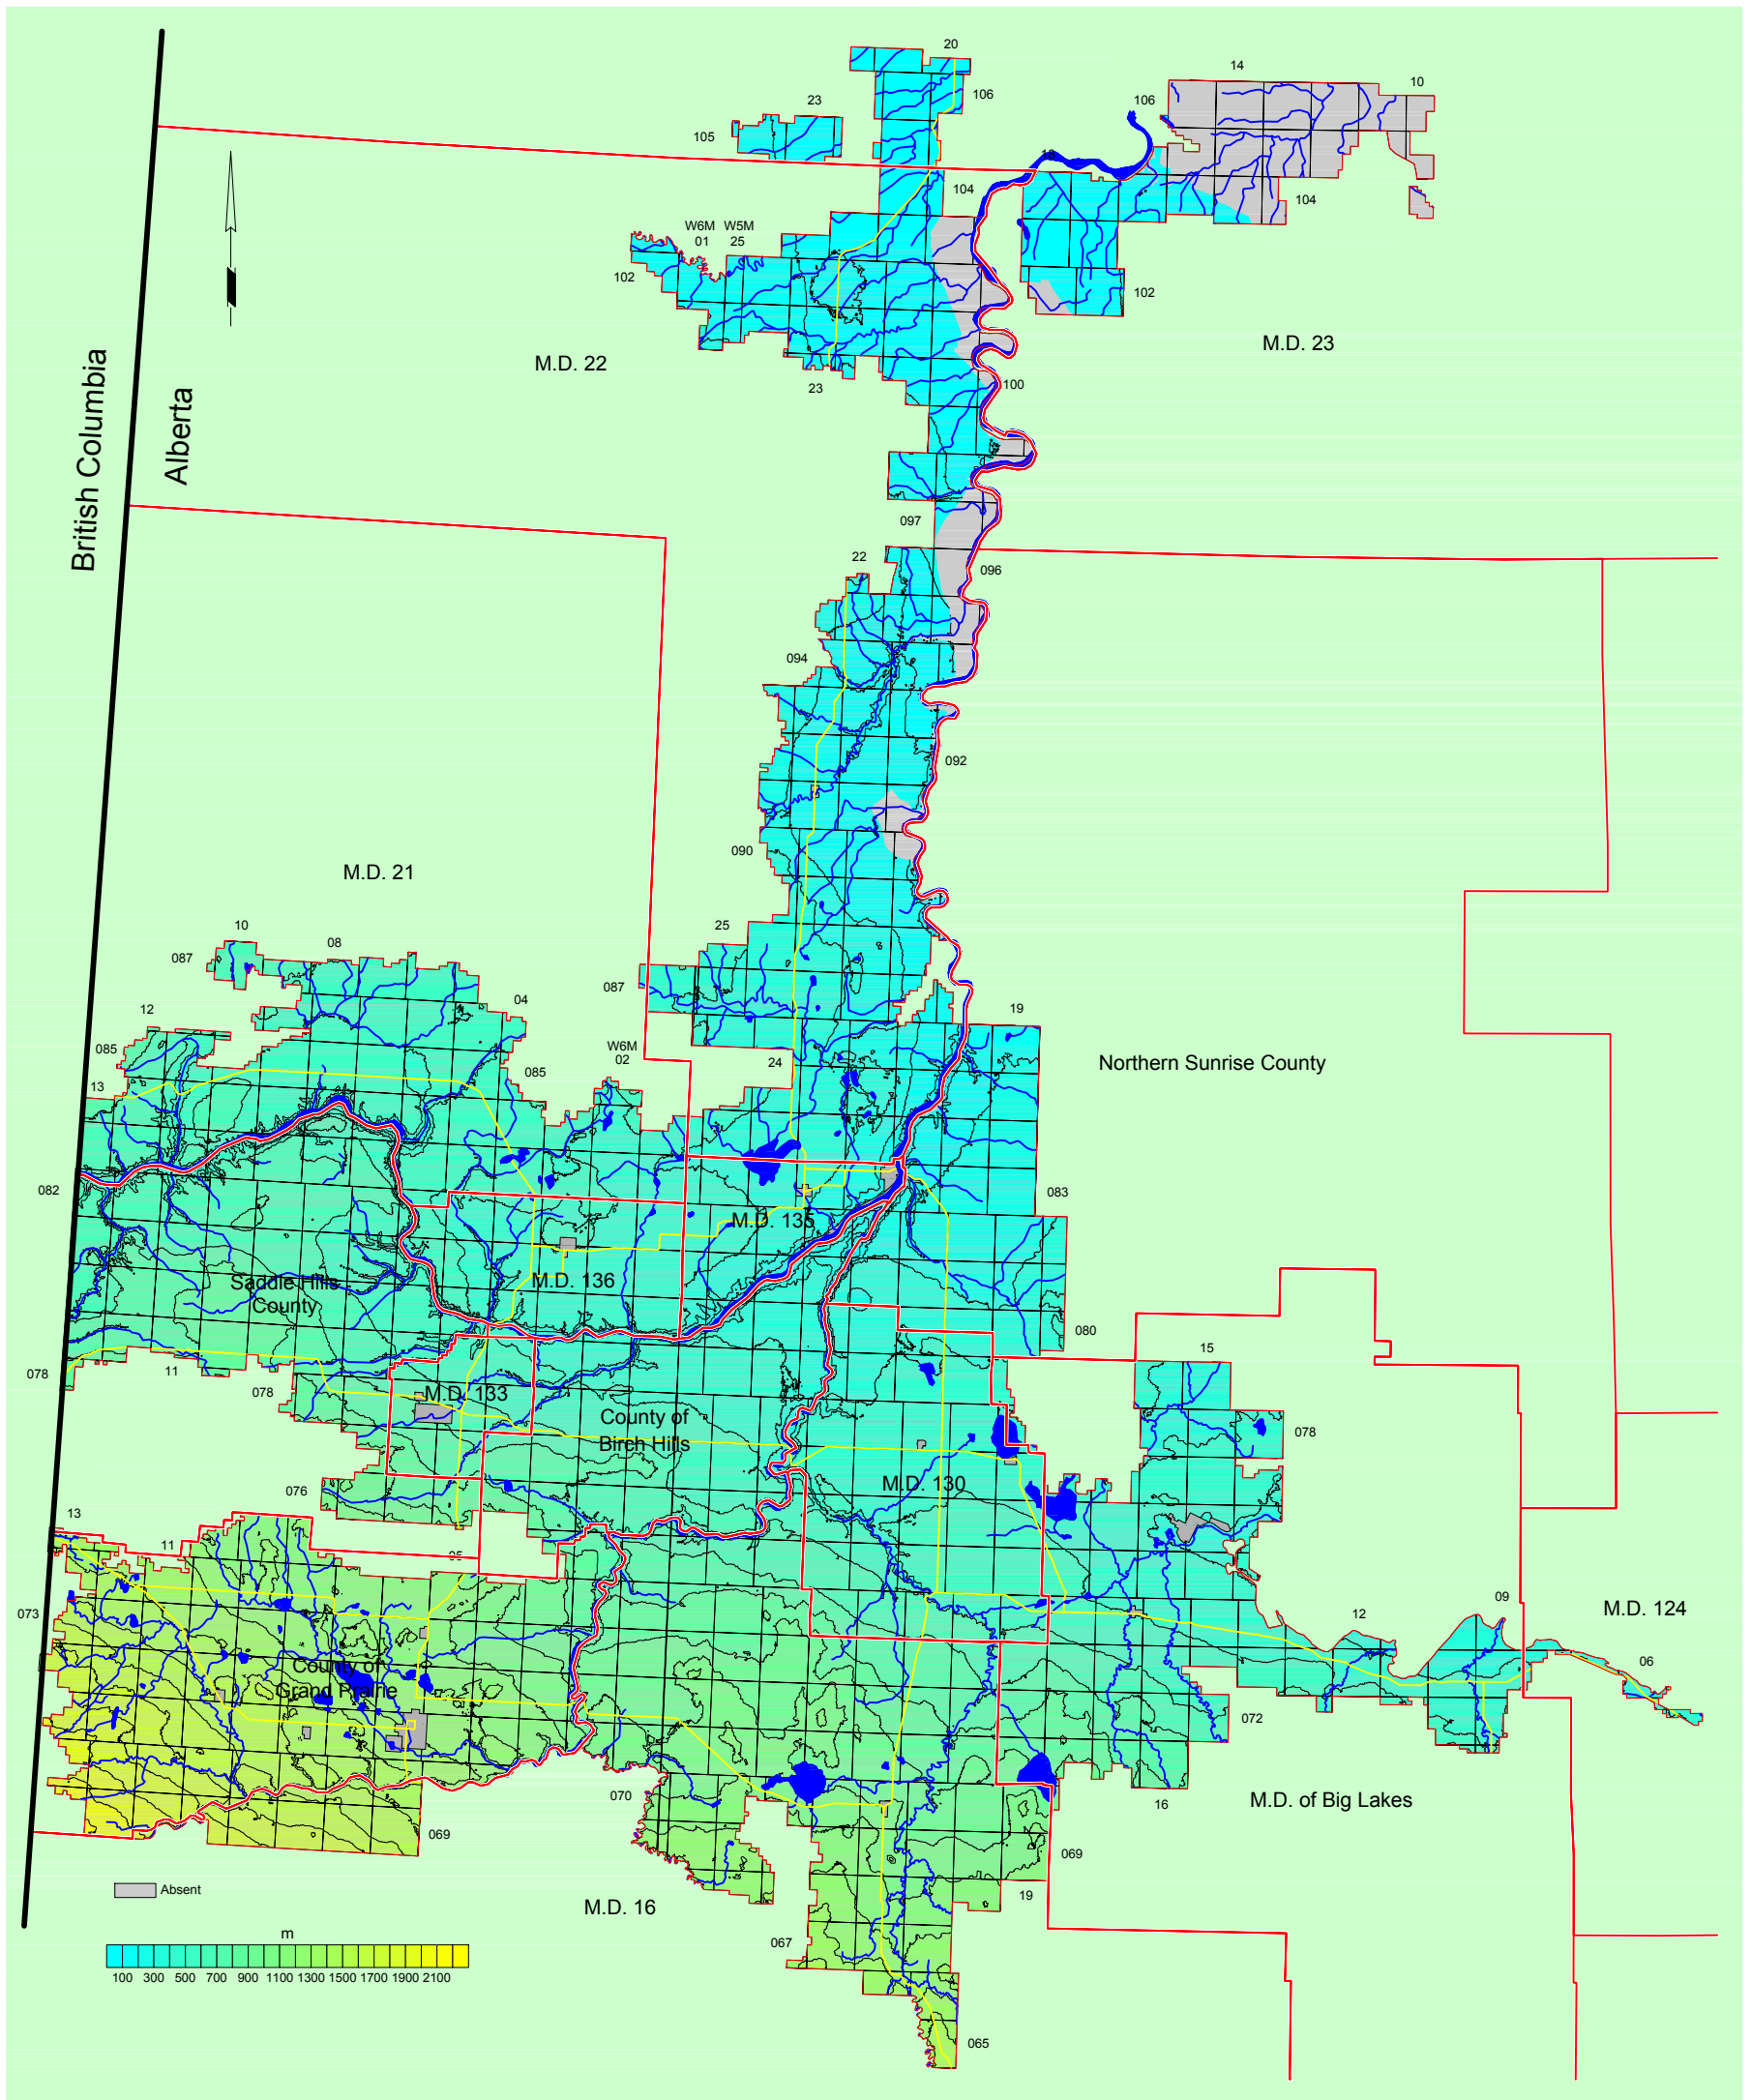 20
14
10
106
23
106
105
18
104
104
W6M W5M
01 25
102
102
M.D. 23
M.D. 22
100
British Columbia
Alberta
097
096
22
094
092
090
M.D. 21
25
10
08
087
087
04
12
19
W6M
02
085
24
Northern Sunrise County
085
13
082
083
M.D. 135
M.D. 136
Saddle Hills
County
080
15
11
078
078
M.D. 133
County of
Birch Hills
078
M.D. 130
076
13
11
05
073
09
12
M.D. 124
06
County of
Grand Prairie
072
070
16
M.D. of Big Lakes
069
069
Absent
19
M.D. 16
067
m
100 300 500 700 900 1100 1300 1500 1700 1900 2100
065